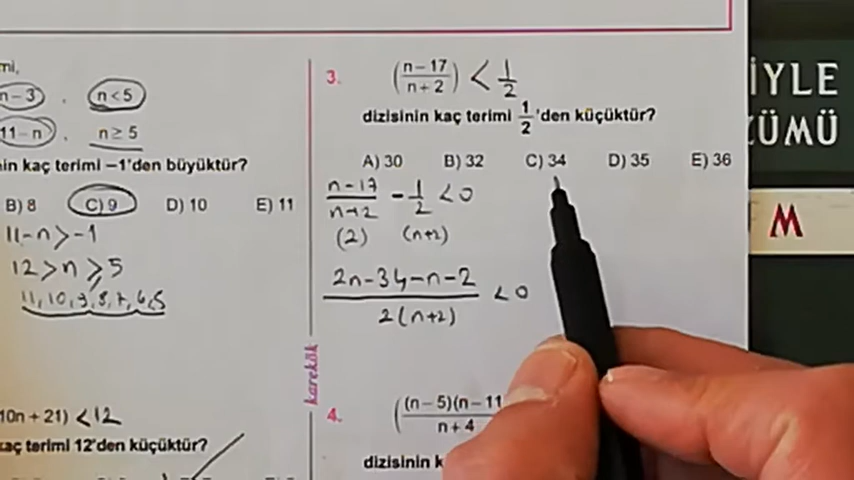 mi,
n-3 , n<5
11-n , n ≥ 5
nin kaç terimi -1'den büyüktür?
B) 8 C) 9 D) 10 E) 11
11-n>-1
12>n≥5
11,10,9,8,7,6,5
10n + 21) <12
kaç terimi 12'den küçüktür?
3. (n-17/n+2) < 1/2
dizisinin kaç terimi 1/2'den küçüktür?
A) 30 B) 32 C) 34 D) 35 E) 36
n-17/n+2 - 1/2 <0
(2) (n+2)
2n-34-n-2/2(n+2) <0
karekök
4. ((n-5)(n-11/n+4
dizisinin k
İYLE
ZÜMÜ
M